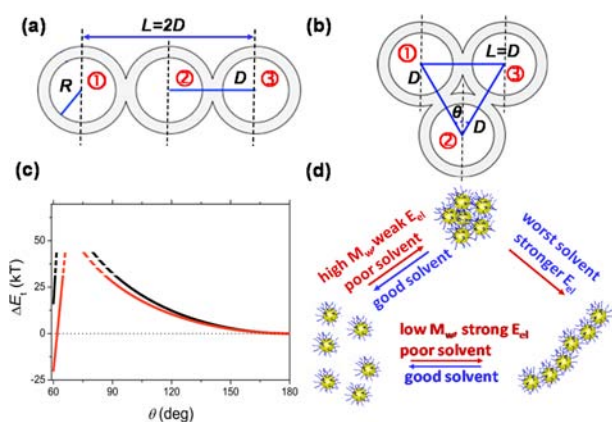 (a)
L=2D
R
①
②
D
③
(b)
①
L=D
D
③
θ
D
②
(c)
ΔE_t (kT)
50
25
0
-25
60
90
120
150
180
θ (deg)
(d)
high M_w, weak E_el
poor solvent
good solvent
worst solvent
stronger E_el
low M_w, strong E_el
poor solvent
good solvent